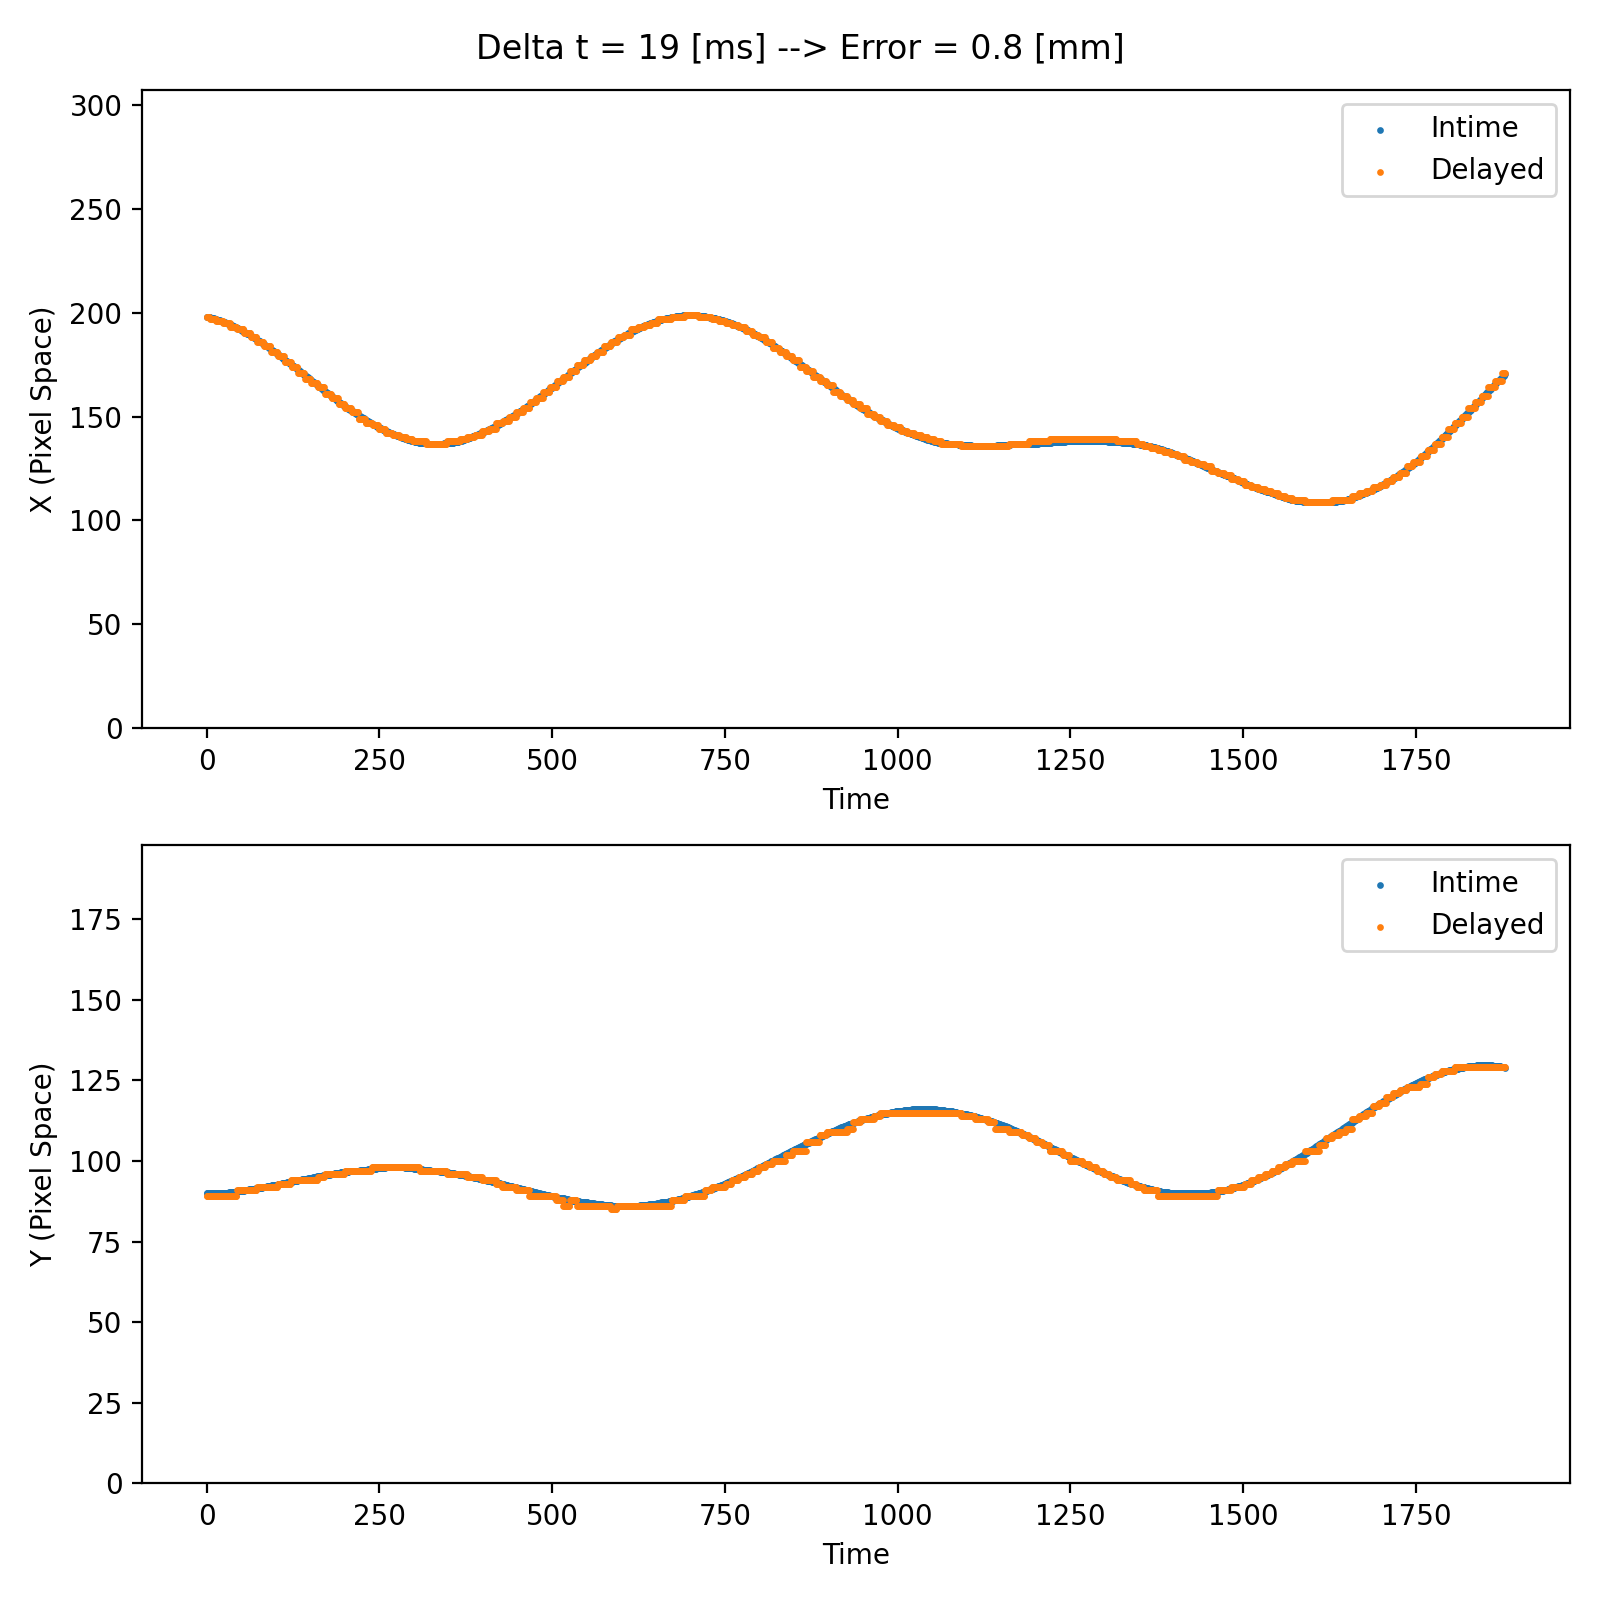 Delta t = 19 [ms] --> Error = 0.8 [mm]
300
250
200
150
100
50
0
X (Pixel Space)
Intime
Delayed
0 250 500 750 1000 1250 1500 1750
Time
175
150
125
100
75
50
25
0
Y (Pixel Space)
Intime
Delayed
0 250 500 750 1000 1250 1500 1750
Time